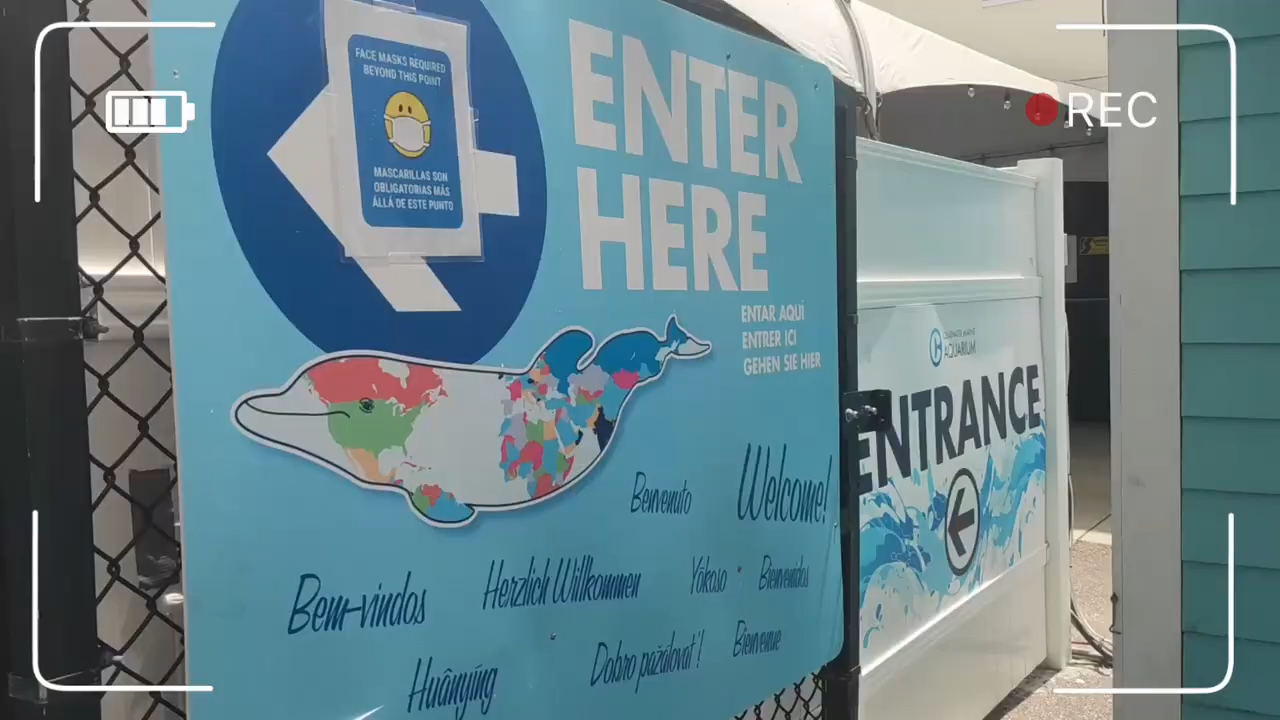 FACE MASKS REQUIRED
BEYOND THIS POINT
MASCARILLAS SON
OBLIGATORIAS MÁS
ÁLLÁ DE ESTE PUNTO
ENTER
HERE
ENTAR AQUÍ
ENTRER ICI
GEHEN SIE HIER
Benvenuto
Welcome!
Bem-vindos
Herzlich Willkommen
Yōkoso
Bienvenidos
Huānyíng
Dobro pažálovat'!
Bienvenue
REC
CLEARWATER MARINE
AQUARIUM
ENTRANCE